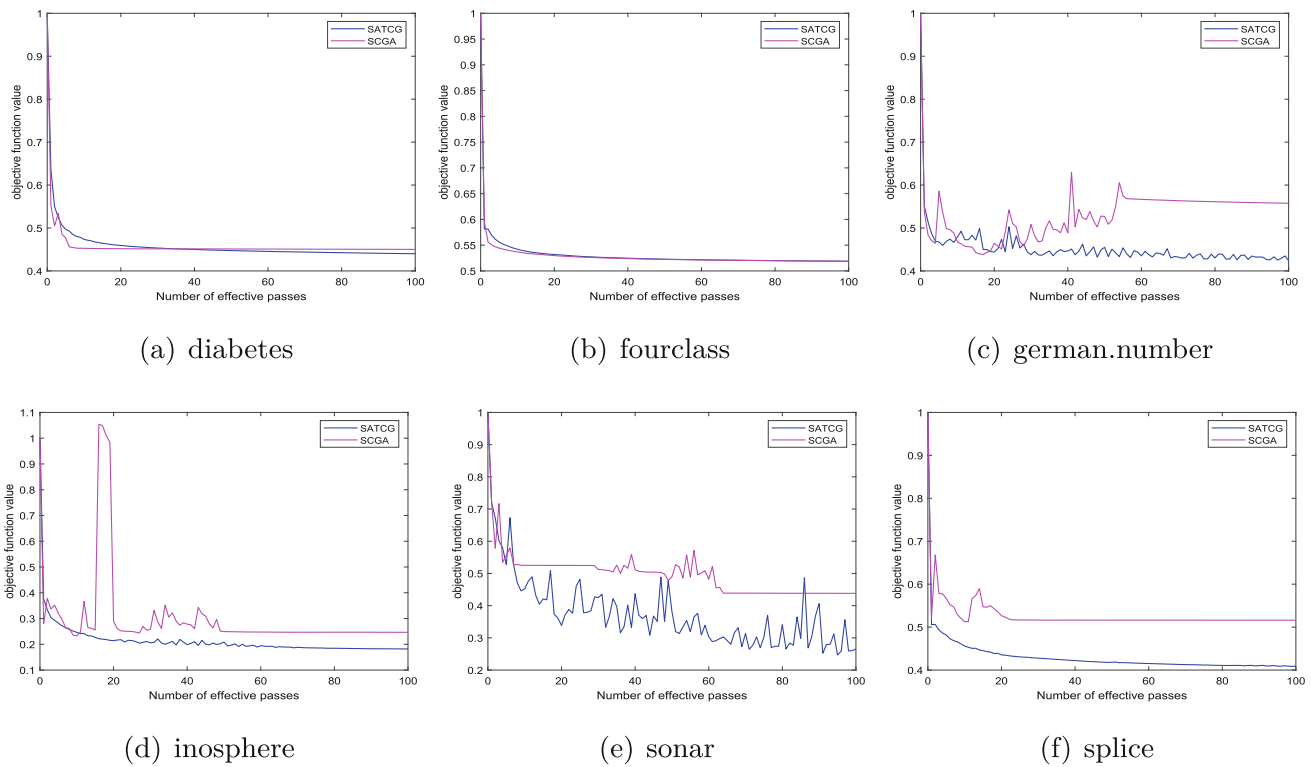 1
0.9
0.8
0.7
0.6
0.5
0.4
0 20 40 60 80 100
objective function value
Number of effective passes
SATCG
SCGA
(a) diabetes
1
0.95
0.9
0.85
0.8
0.75
0.7
0.65
0.6
0.55
0.5
0 20 40 60 80 100
objective function value
Number of effective passes
SATCG
SCGA
(b) fourclass
1
0.9
0.8
0.7
0.6
0.5
0.4
0 20 40 60 80 100
objective function value
Number of effective passes
SATCG
SCGA
(c) german.number
1.1
1
0.9
0.8
0.7
0.6
0.5
0.4
0.3
0.2
0.1
0 20 40 60 80 100
objective function value
Number of effective passes
SATCG
SCGA
(d) inosphere
1
0.9
0.8
0.7
0.6
0.5
0.4
0.3
0.2
0 20 40 60 80 100
objective function value
Number of effective passes
SATCG
SCGA
(e) sonar
1
0.9
0.8
0.7
0.6
0.5
0.4
0 20 40 60 80 100
objective function value
Number of effective passes
SATCG
SCGA
(f) splice